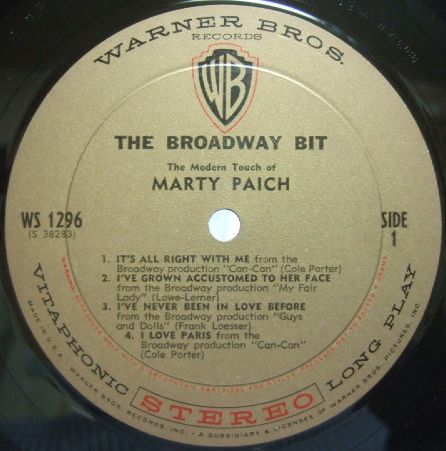 WARNER BROS.
RECORDS
WB
THE BROADWAY BIT
The Modern Touch of
MARTY PAICH
WS 1296
(S 38283)
SIDE
1
1. IT'S ALL RIGHT WITH ME from the
Broadway production "Can-Can" (Cole Porter)
2. I'VE GROWN ACCUSTOMED TO HER FACE
from the Broadway production "My Fair
Lady" (Lowe-Lerner)
3. I'VE NEVER BEEN IN LOVE BEFORE
from the Broadway production "Guys
and Dolls" (Frank Loesser)
4. I LOVE PARIS from the
Broadway production "Can-Can"
(Cole Porter)
VITAPHONIC STEREO LONG PLAY
MADE IN U.S.A. • WARNER BROS. RECORDS, INC. • A SUBSIDIARY & LICENSEE OF WARNER BROS. PICTURES, INC.